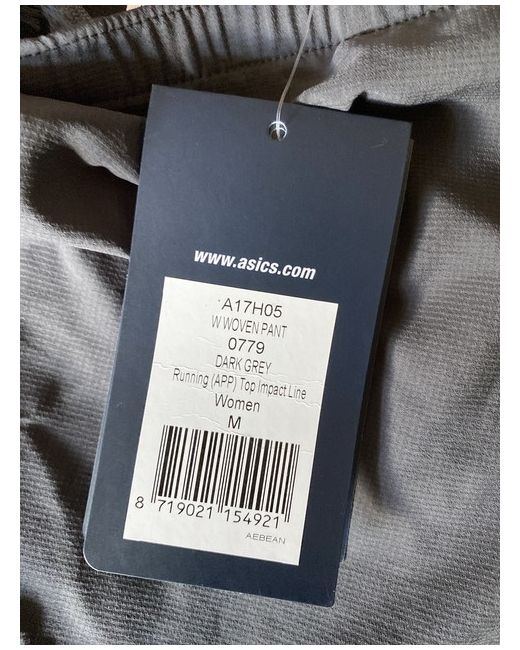 www.asics.com
A17H05
W WOVEN PANT
0779
DARK GREY
Running (APP) Top Impact Line
Women
M
8 719021 154921
AEBEAN